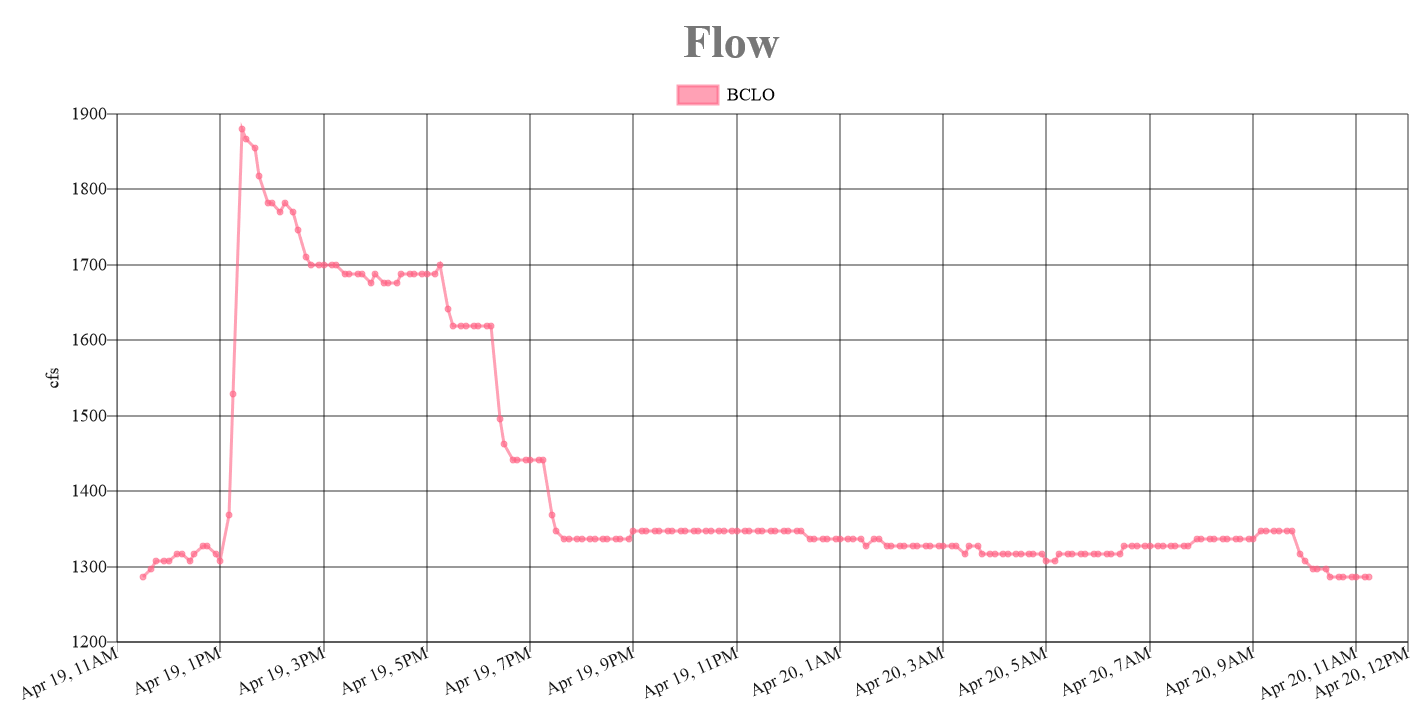 Flow
BCLO
1900
1800
1700
1600
1500
1400
1300
1200
cfs
Apr 19, 11AM
Apr 19, 1PM
Apr 19, 3PM
Apr 19, 5PM
Apr 19, 7PM
Apr 19, 9PM
Apr 19, 11PM
Apr 20, 1AM
Apr 20, 3AM
Apr 20, 5AM
Apr 20, 7AM
Apr 20, 9AM
Apr 20, 11AM
Apr 20, 12PM